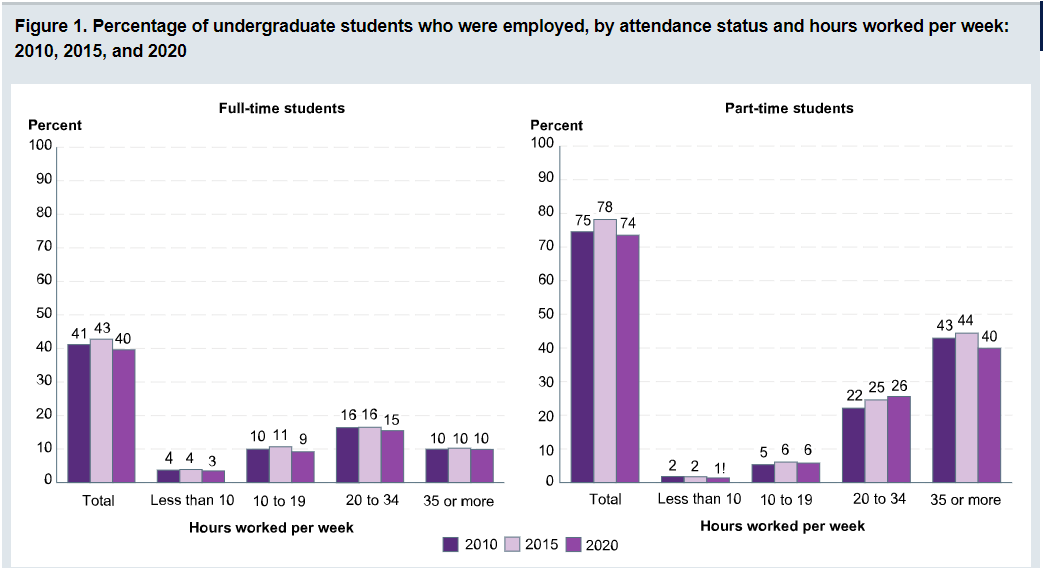 Figure 1. Percentage of undergraduate students who were employed, by attendance status and hours worked per week:
2010, 2015, and 2020
Full-time students
Percent
100
90
80
70
60
50
40
30
20
10
0
41 43 40
4 4 3
10 11 9
16 16 15
10 10 10
Total Less than 10 10 to 19 20 to 34 35 or more
Hours worked per week
Part-time students
Percent
100
90
80
70
60
50
40
30
20
10
0
75 78 74
2 2 1!
5 6 6
22 25 26
43 44 40
Total Less than 10 10 to 19 20 to 34 35 or more
Hours worked per week
2010 2015 2020